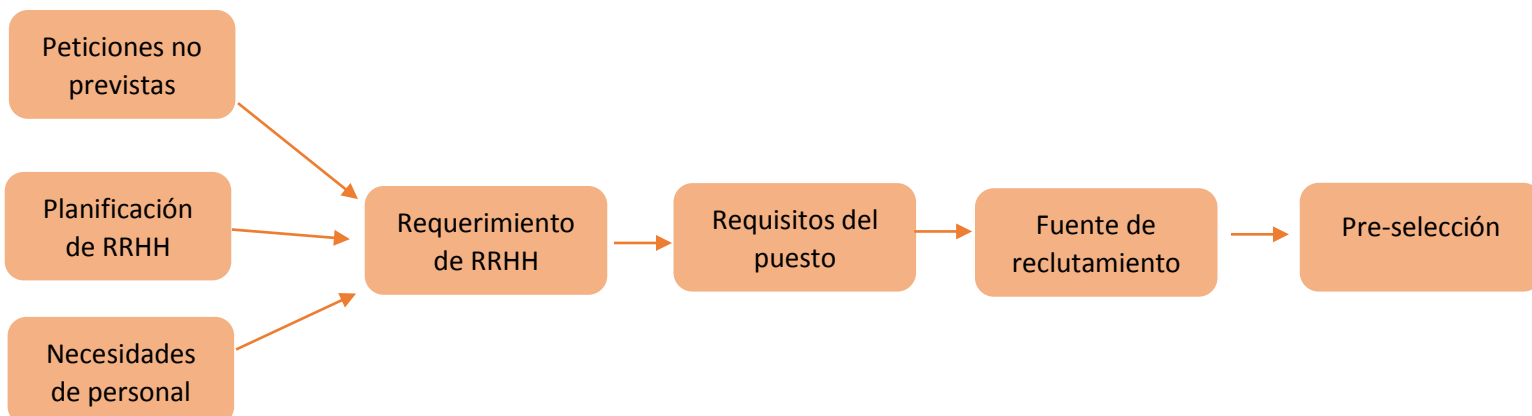 Peticiones no
previstas
Planificación
de RRHH
Necesidades
de personal
Requerimiento
de RRHH
Requisitos del
puesto
Fuente de
reclutamiento
Pre-selección